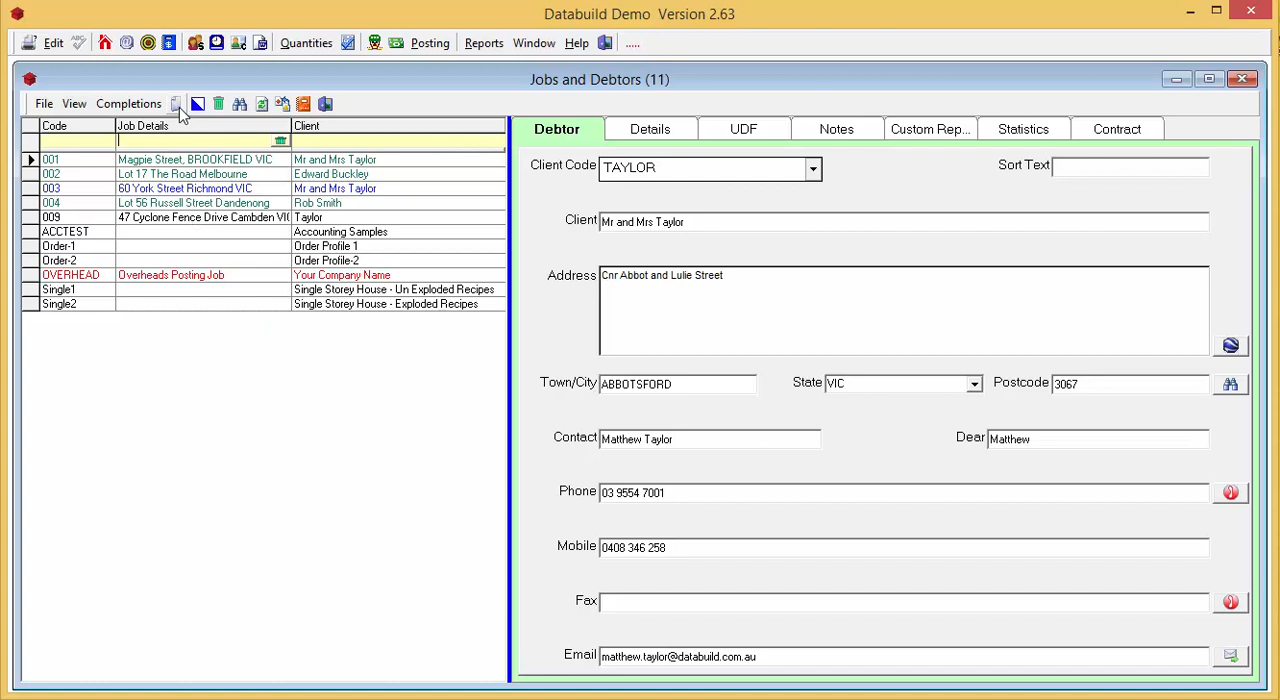 Databuild Demo Version 2.63
Edit Quantities Posting Reports Window Help .....
Jobs and Debtors (11)
File View Completions
Code Job Details Client
001 Magpie Street, BROOKFIELD VIC Mr and Mrs Taylor
002 Lot 17 The Road Melbourne Edward Buckley
003 60 York Street Richmond VIC Mr and Mrs Taylor
004 Lot 56 Russell Street Dandenong Rob Smith
009 47 Cyclone Fence Drive Cambden VIC Taylor
ACCTEST Accounting Samples
Order-1 Order Profile 1
Order-2 Order Profile-2
OVERHEAD Overheads Posting Job Your Company Name
Single1 Single Storey House - Un Exploded Recipes
Single2 Single Storey House - Exploded Recipes
Debtor Details UDF Notes Custom Rep... Statistics Contract
Client Code TAYLOR Sort Text
Client Mr and Mrs Taylor
Address Cnr Abbot and Lulie Street
Town/City ABBOTSFORD State VIC Postcode 3067
Contact Matthew Taylor Dear Matthew
Phone 03 9554 7001
Mobile 0408 346 258
Fax
Email matthew.taylor@databuild.com.au